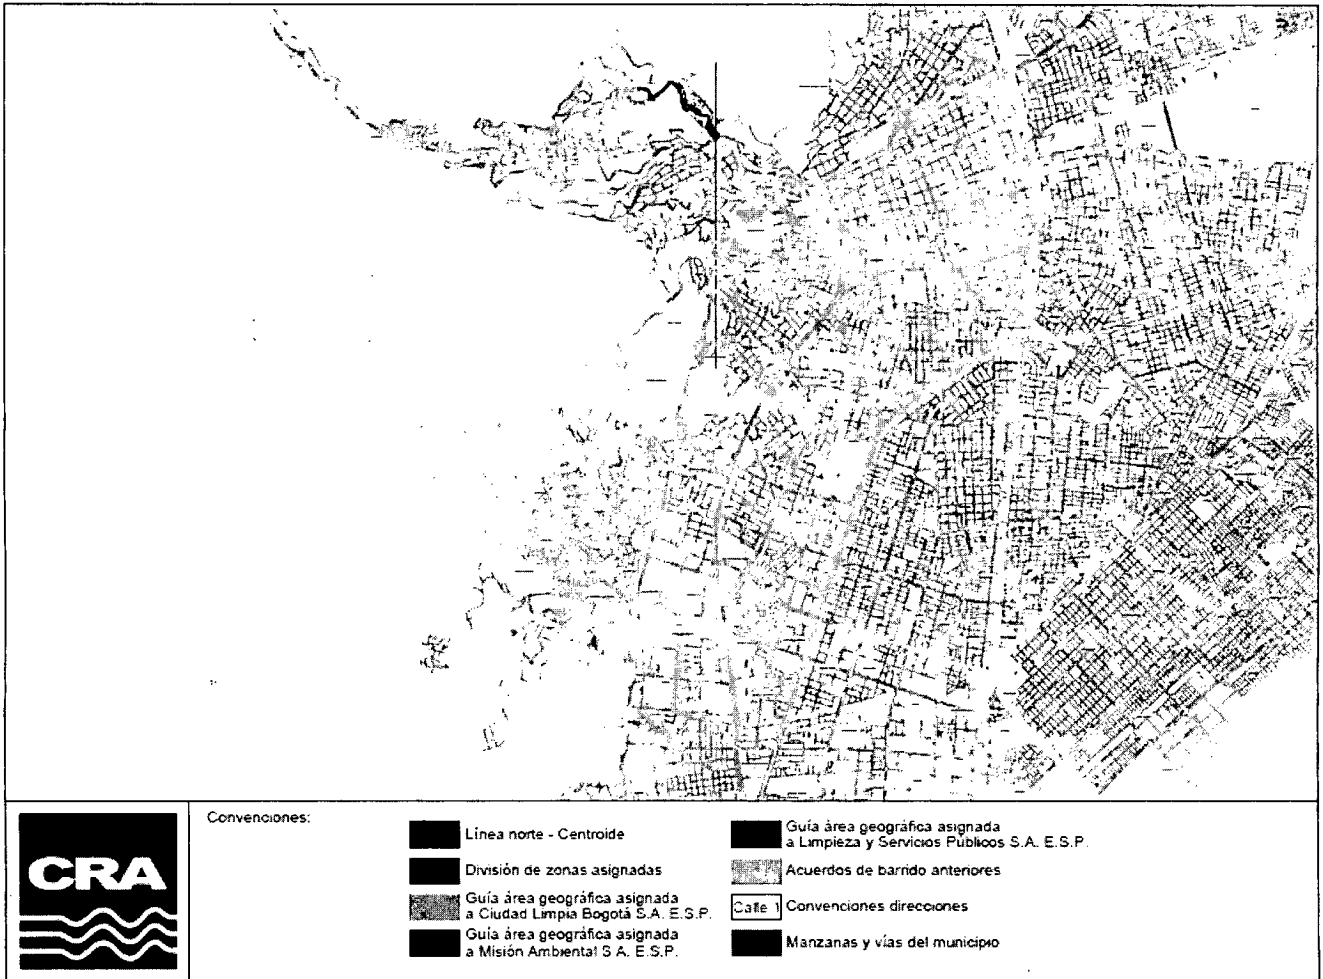 Convenciones:
CRA
Línea norte - Centroide
División de zonas asignadas
Guía área geográfica asignada
a Ciudad Limpia Bogotá S.A. E.S.P.
Guía área geográfica asignada
a Misión Ambiental S A. E.S.P.
Guía área geográfica asignada
a Limpieza y Servicios Públicos S.A. E.S.P.
Acuerdos de barrido anteriores
Calle 1
Convenciones direcciones
Manzanas y vías del municipio